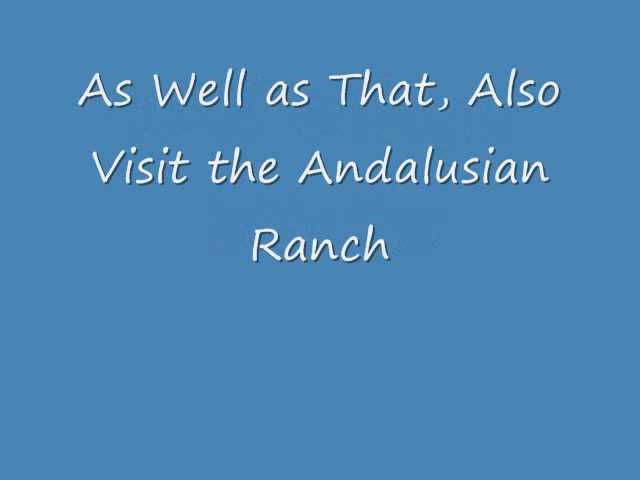 As Well as That, Also
Visit the Andalusian
Ranch